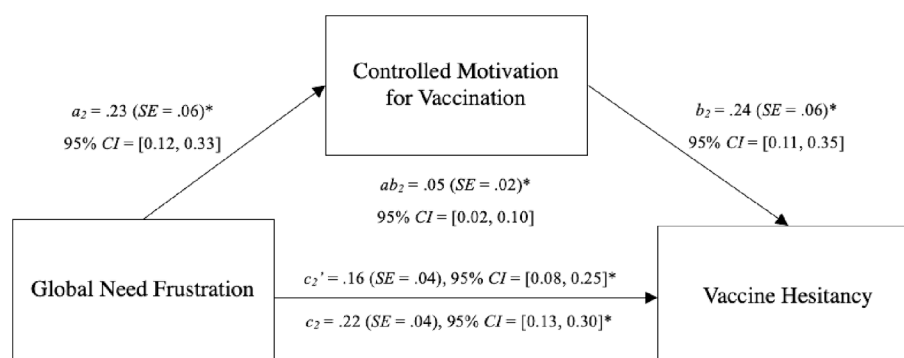 Controlled Motivation
for Vaccination
a₂ = .23 (SE = .06)*
95% CI = [0.12, 0.33]
b₂ = .24 (SE = .06)*
95% CI = [0.11, 0.35]
ab₂ = .05 (SE = .02)*
95% CI = [0.02, 0.10]
Global Need Frustration
c₂' = .16 (SE = .04), 95% CI = [0.08, 0.25]*
c₂ = .22 (SE = .04), 95% CI = [0.13, 0.30]*
Vaccine Hesitancy